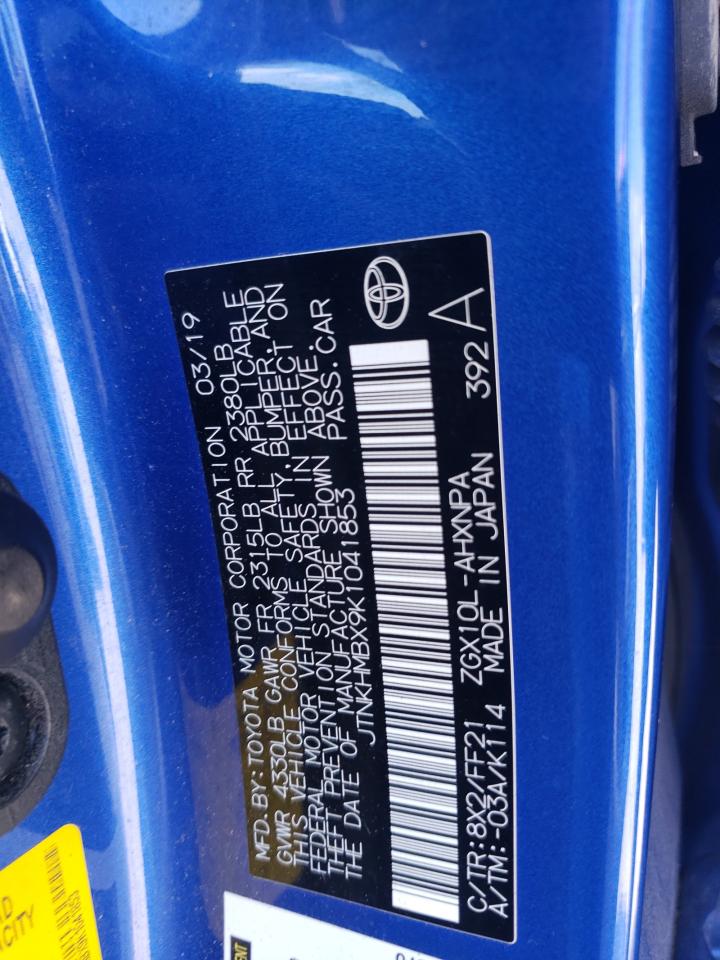 MFD. BY: TOYOTA MOTOR CORPORATION 03/19
GVWR 4330LB GAWR FR 2315LB RR 2380LB
THIS VEHICLE CONFORMS TO ALL APPLICABLE
FEDERAL MOTOR VEHICLE SAFETY, BUMPER, AND
THEFT PREVENTION STANDARDS IN EFFECT ON
THE DATE OF MANUFACTURE SHOWN ABOVE.
JTNKHMBX9K1041853 PASS. CAR
C/TR: 8X2/FF21 ZGX10L-AHXNPA 392 A
A/TM: -03A/K114 MADE IN JAPAN